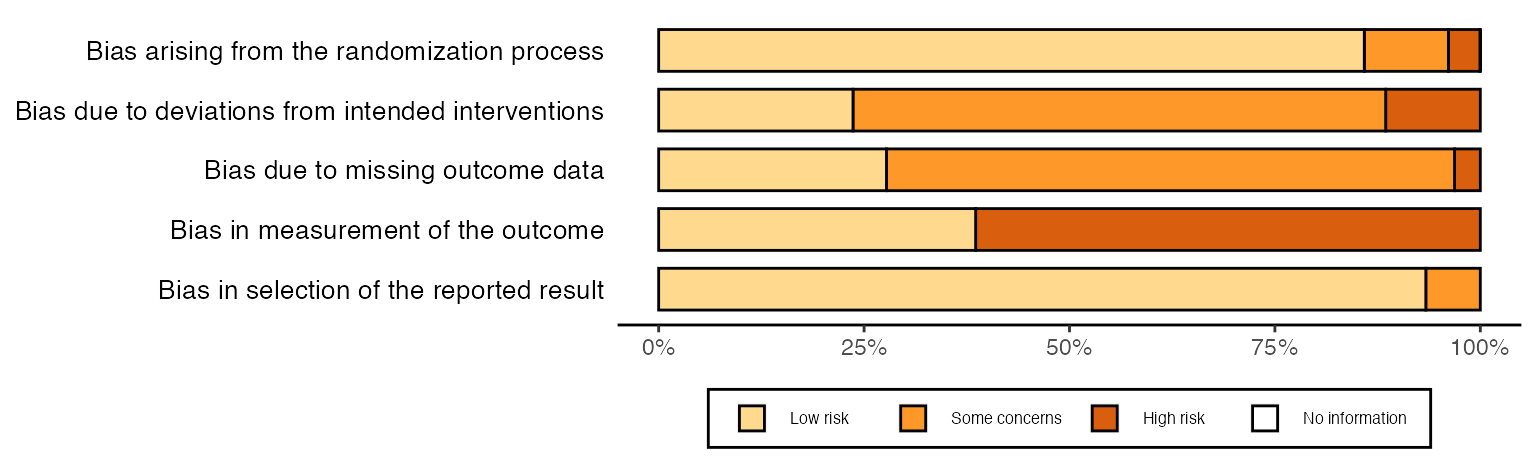 Bias arising from the randomization process
Bias due to deviations from intended interventions
Bias due to missing outcome data
Bias in measurement of the outcome
Bias in selection of the reported result
0% 25% 50% 75% 100%
Low risk Some concerns High risk No information